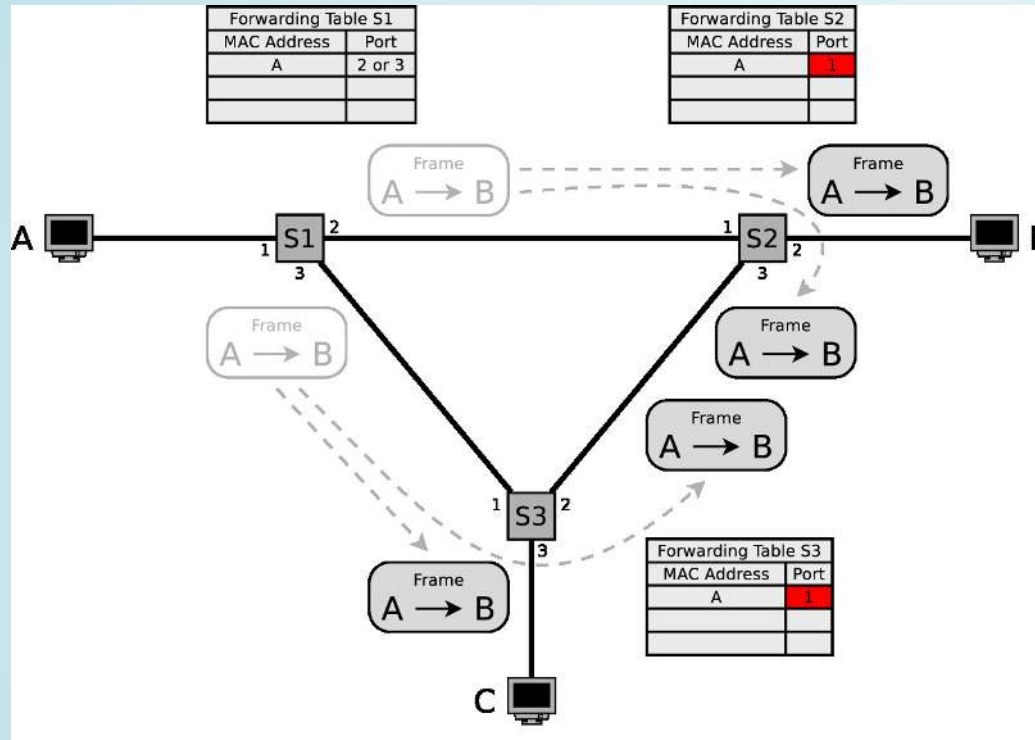 Forwarding Table S1
MAC Address Port
A 2 or 3
Forwarding Table S2
MAC Address Port
A 1
Frame
A → B
Frame
A → B
A
S1
1
2
3
S2
1
2
3
Frame
A → B
Frame
A → B
Frame
A → B
S3
1
2
3
Forwarding Table S3
MAC Address Port
A 1
Frame
A → B
C